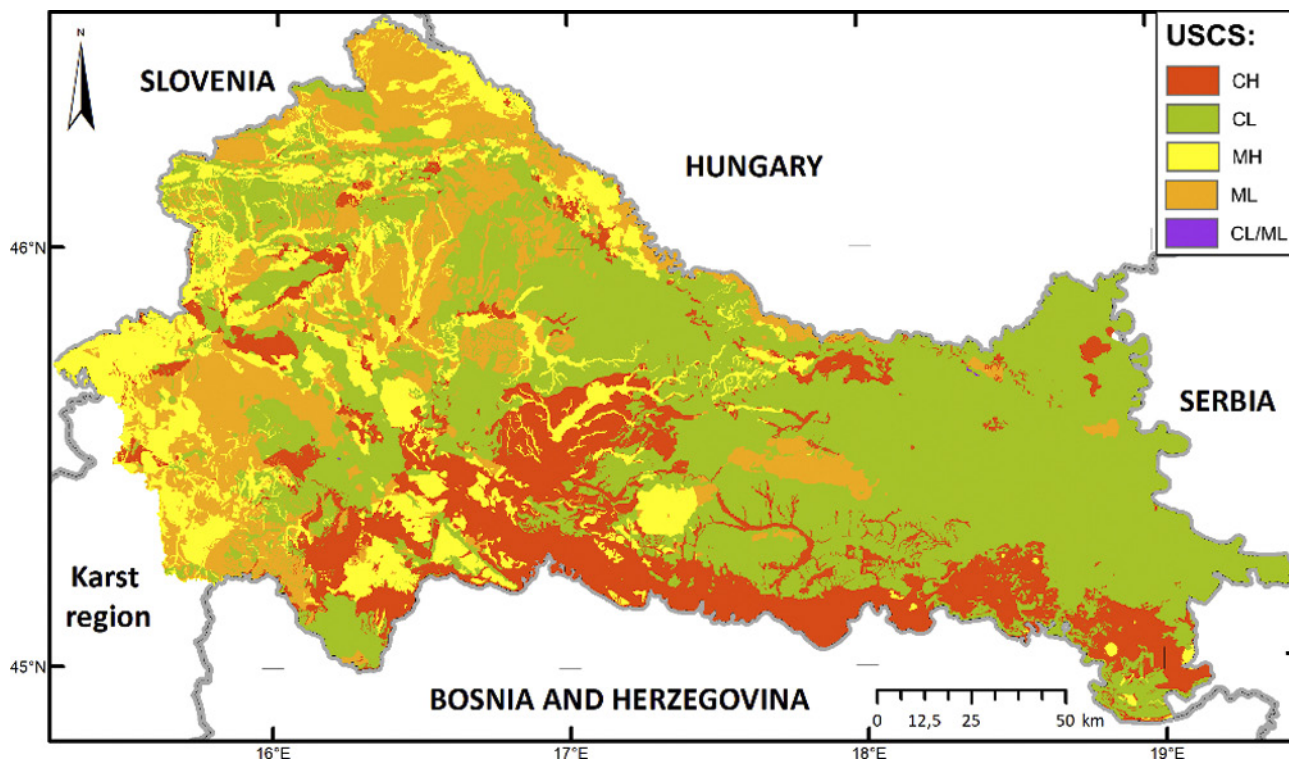 N
SLOVENIA
HUNGARY
SERBIA
Karst
region
BOSNIA AND HERZEGOVINA
USCS:
CH
CL
MH
ML
CL/ML
46°N
45°N
0 12,5 25 50 km
16°E 17°E 18°E 19°E